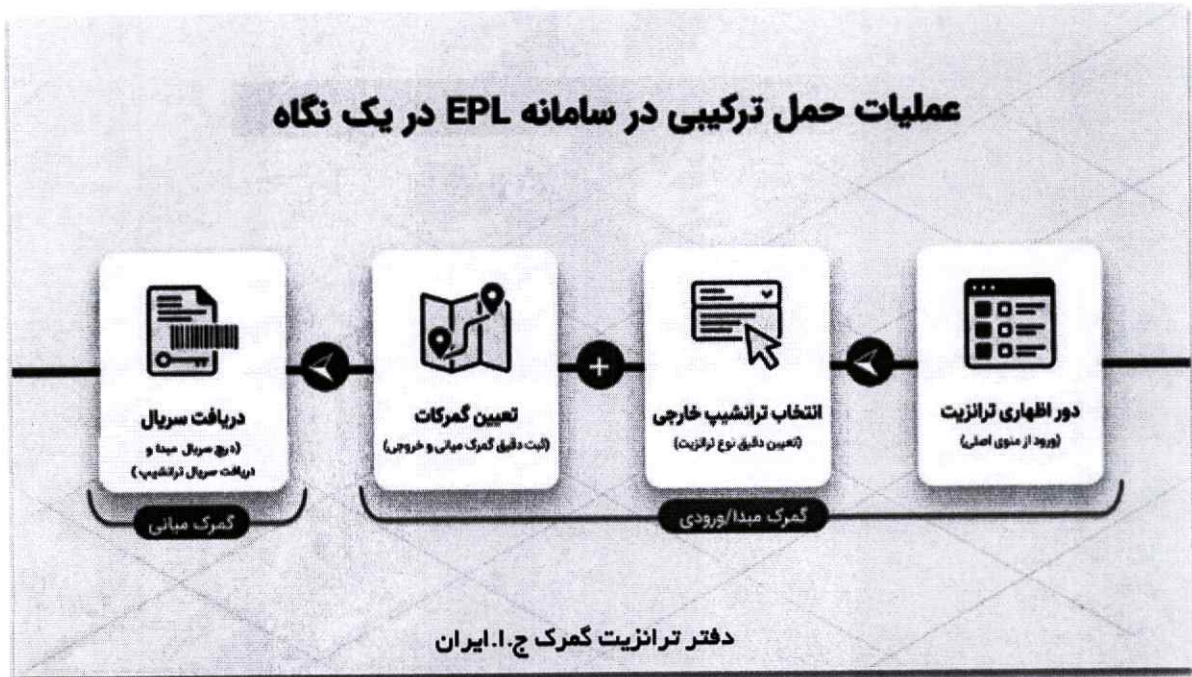 عملیات حمل ترکیبی در سامانه EPL در یک نگاه
دور اظهاری ترانزیت
(ورود از منوی اصلی)
انتخاب ترانشیپ خارجی
(تعیین دقیق نوع ترانزیت)
تعیین گمرکات
(ثبت دقیق گمرک میانی و خروجی)
دریافت سریال
(درج سریال مبدا و
دریافت سریال ترانشیپ)
گمرک مبدا/ورودی
گمرک میانی
دفتر ترانزیت گمرک ج.ا.ایران